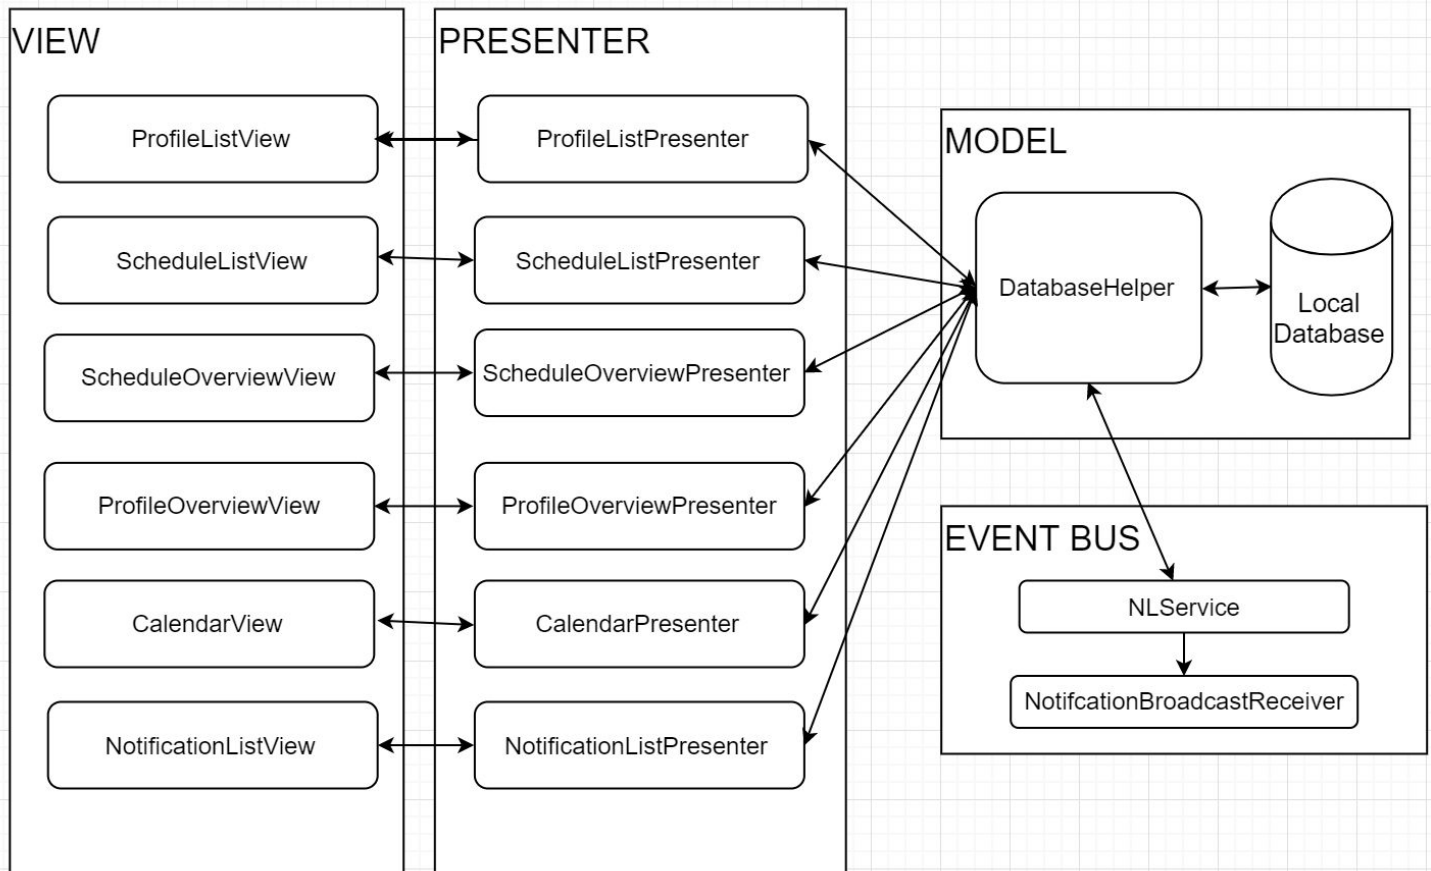 VIEW
ProfileListView
ScheduleListView
ScheduleOverviewView
ProfileOverviewView
CalendarView
NotificationListView
PRESENTER
ProfileListPresenter
ScheduleListPresenter
ScheduleOverviewPresenter
ProfileOverviewPresenter
CalendarPresenter
NotificationListPresenter
MODEL
DatabaseHelper
Local
Database
EVENT BUS
NLService
NotifcationBroadcastReceiver